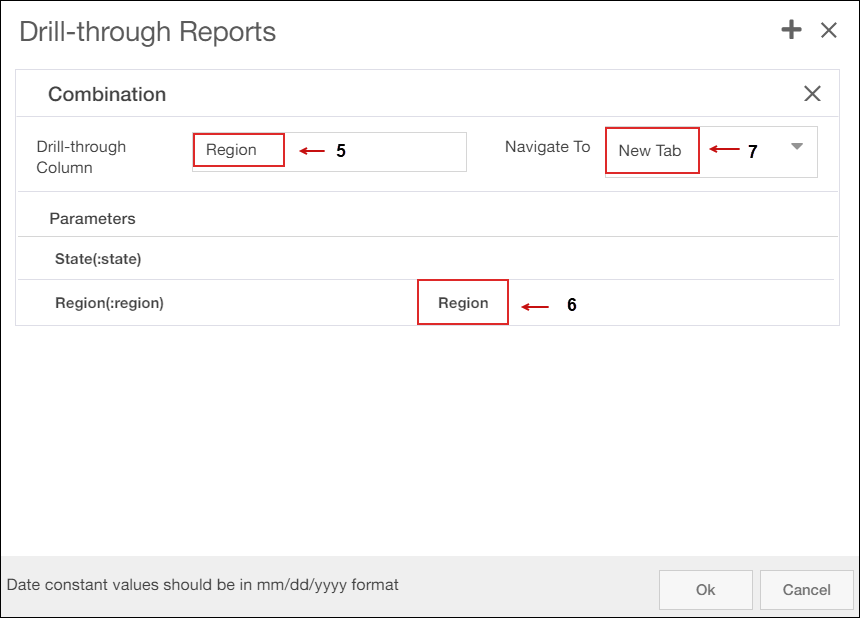 Drill-through Reports
Combination
Drill-through
Column
Region
5
Navigate To
New Tab
7
Parameters
State(:state)
Region(:region)
Region
6
Date constant values should be in mm/dd/yyyy format
Ok
Cancel